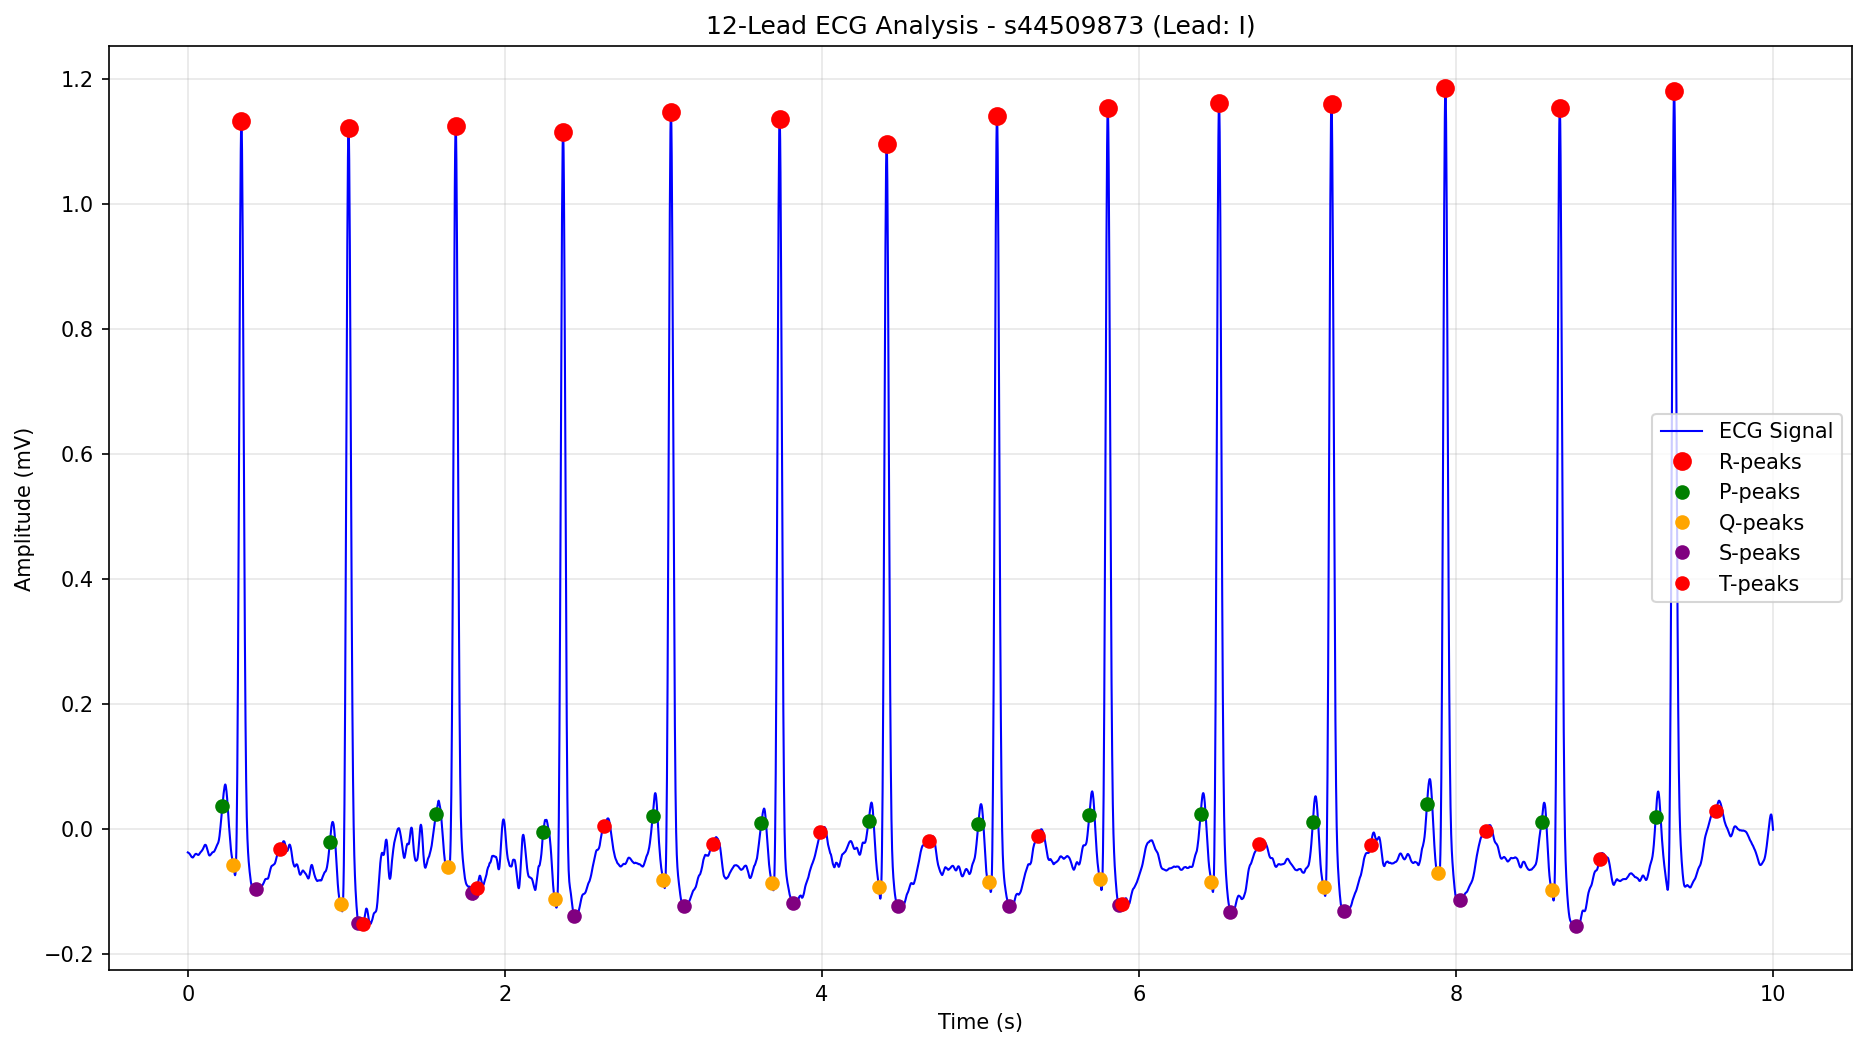 12-Lead ECG Analysis - s44509873 (Lead: I)
1.2
1.0
0.8
0.6
0.4
0.2
0.0
−0.2
Amplitude (mV)
ECG Signal
R-peaks
P-peaks
Q-peaks
S-peaks
T-peaks
0 2 4 6 8 10
Time (s)